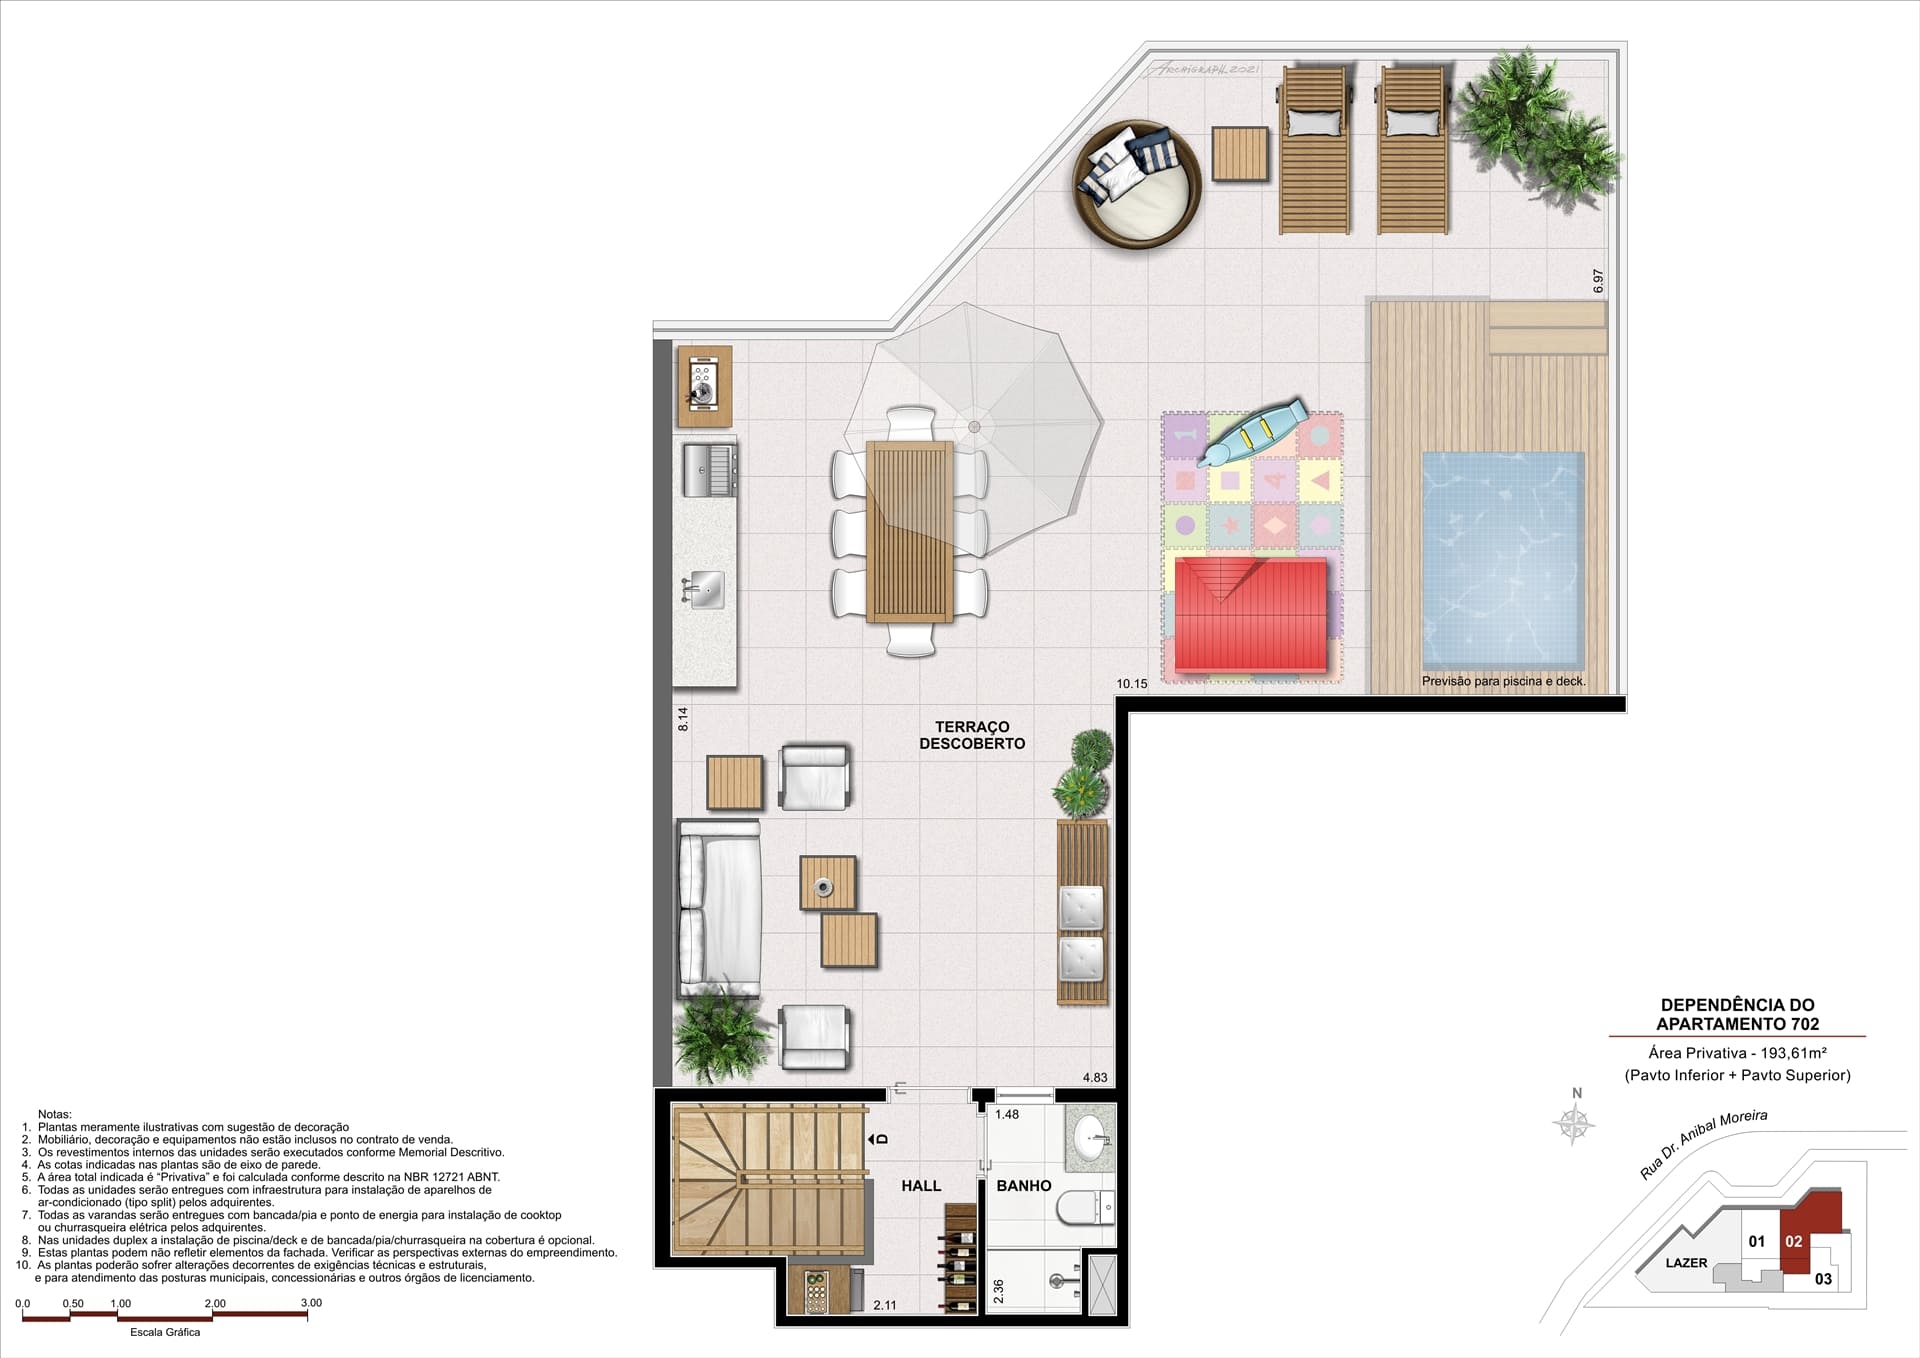 ARCHIGRAPH_2021
6.97
10.15
Previsão para piscina e deck.
8.14
TERRAÇO
DESCOBERTO
4.83
1.48
D
HALL
BANHO
2.36
2.11
1
4
DEPENDÊNCIA DO
APARTAMENTO 702
Área Privativa - 193,61m²
(Pavto Inferior + Pavto Superior)
N
Rua Dr. Anibal Moreira
01
02
03
LAZER
Notas:
1. Plantas meramente ilustrativas com sugestão de decoração
2. Mobiliário, decoração e equipamentos não estão inclusos no contrato de venda.
3. Os revestimentos internos das unidades serão executados conforme Memorial Descritivo.
4. As cotas indicadas nas plantas são de eixo de parede.
5. A área total indicada é “Privativa” e foi calculada conforme descrito na NBR 12721 ABNT.
6. Todas as unidades serão entregues com infraestrutura para instalação de aparelhos de
ar-condicionado (tipo split) pelos adquirentes.
7. Todas as varandas serão entregues com bancada/pia e ponto de energia para instalação de cooktop
ou churrasqueira elétrica pelos adquirentes.
8. Nas unidades duplex a instalação de piscina/deck e de bancada/pia/churrasqueira na cobertura é opcional.
9. Estas plantas podem não refletir elementos da fachada. Verificar as perspectivas externas do empreendimento.
10. As plantas poderão sofrer alterações decorrentes de exigências técnicas e estruturais,
e para atendimento das posturas municipais, concessionárias e outros órgãos de licenciamento.
0.0 0.50 1.00 2.00 3.00
Escala Gráfica